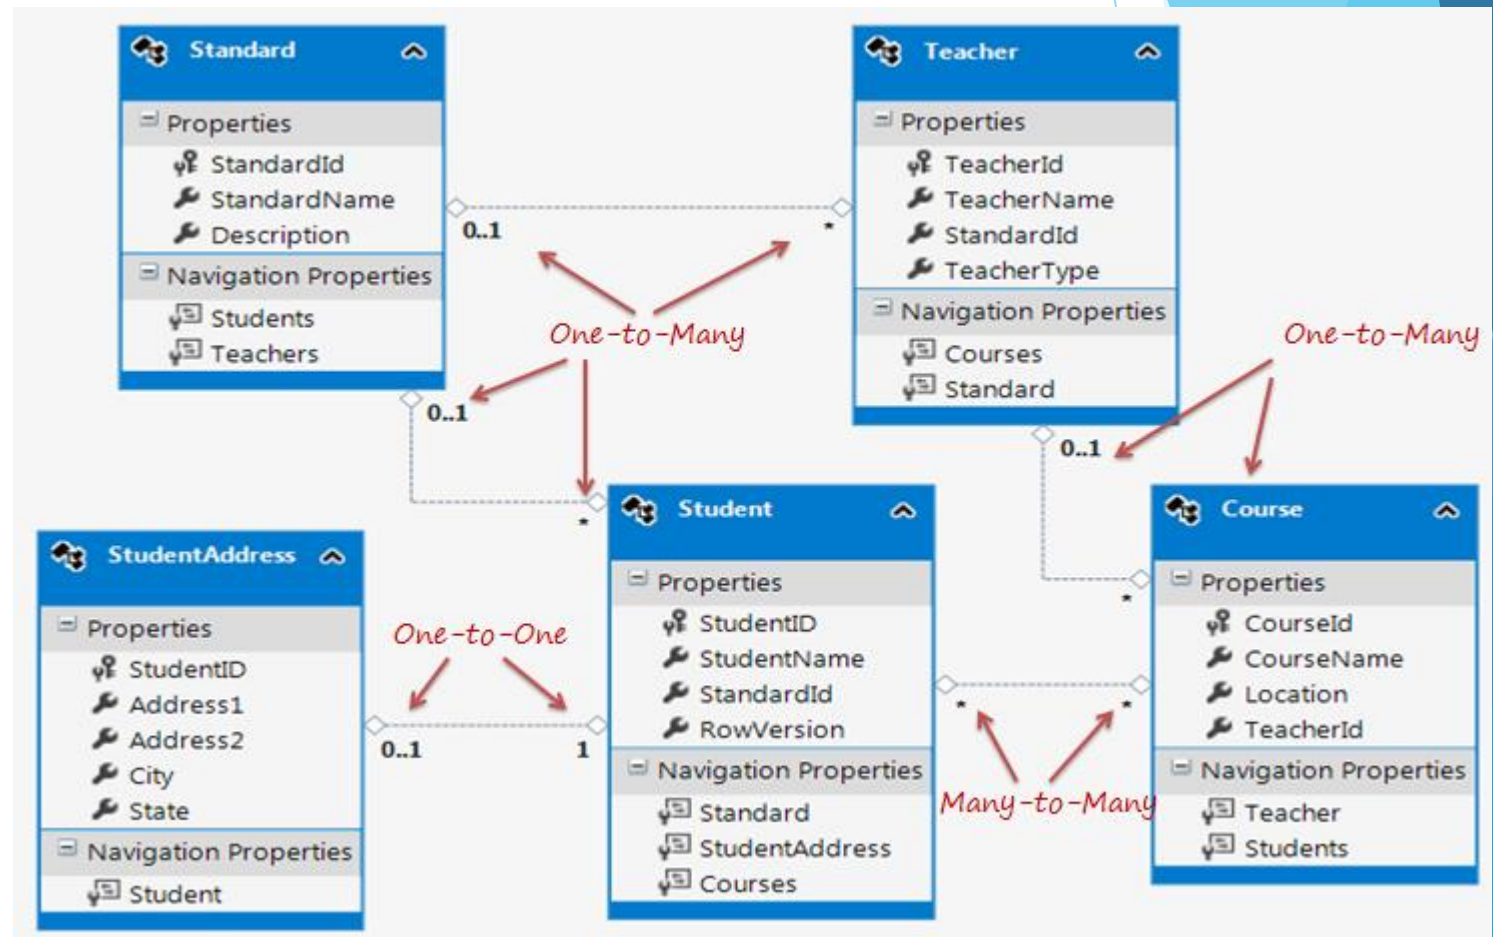 Standard
Properties
StandardId
StandardName
Description
Navigation Properties
Students
Teachers
Teacher
Properties
TeacherId
TeacherName
StandardId
TeacherType
Navigation Properties
Courses
Standard
0..1
*
One-to-Many
0..1
*
One-to-Many
0..1
*
StudentAddress
Properties
StudentID
Address1
Address2
City
State
Navigation Properties
Student
One-to-One
0..1
1
Student
Properties
StudentID
StudentName
StandardId
RowVersion
Navigation Properties
Standard
StudentAddress
Courses
*
*
Many-to-Many
Course
Properties
CourseId
CourseName
Location
TeacherId
Navigation Properties
Teacher
Students